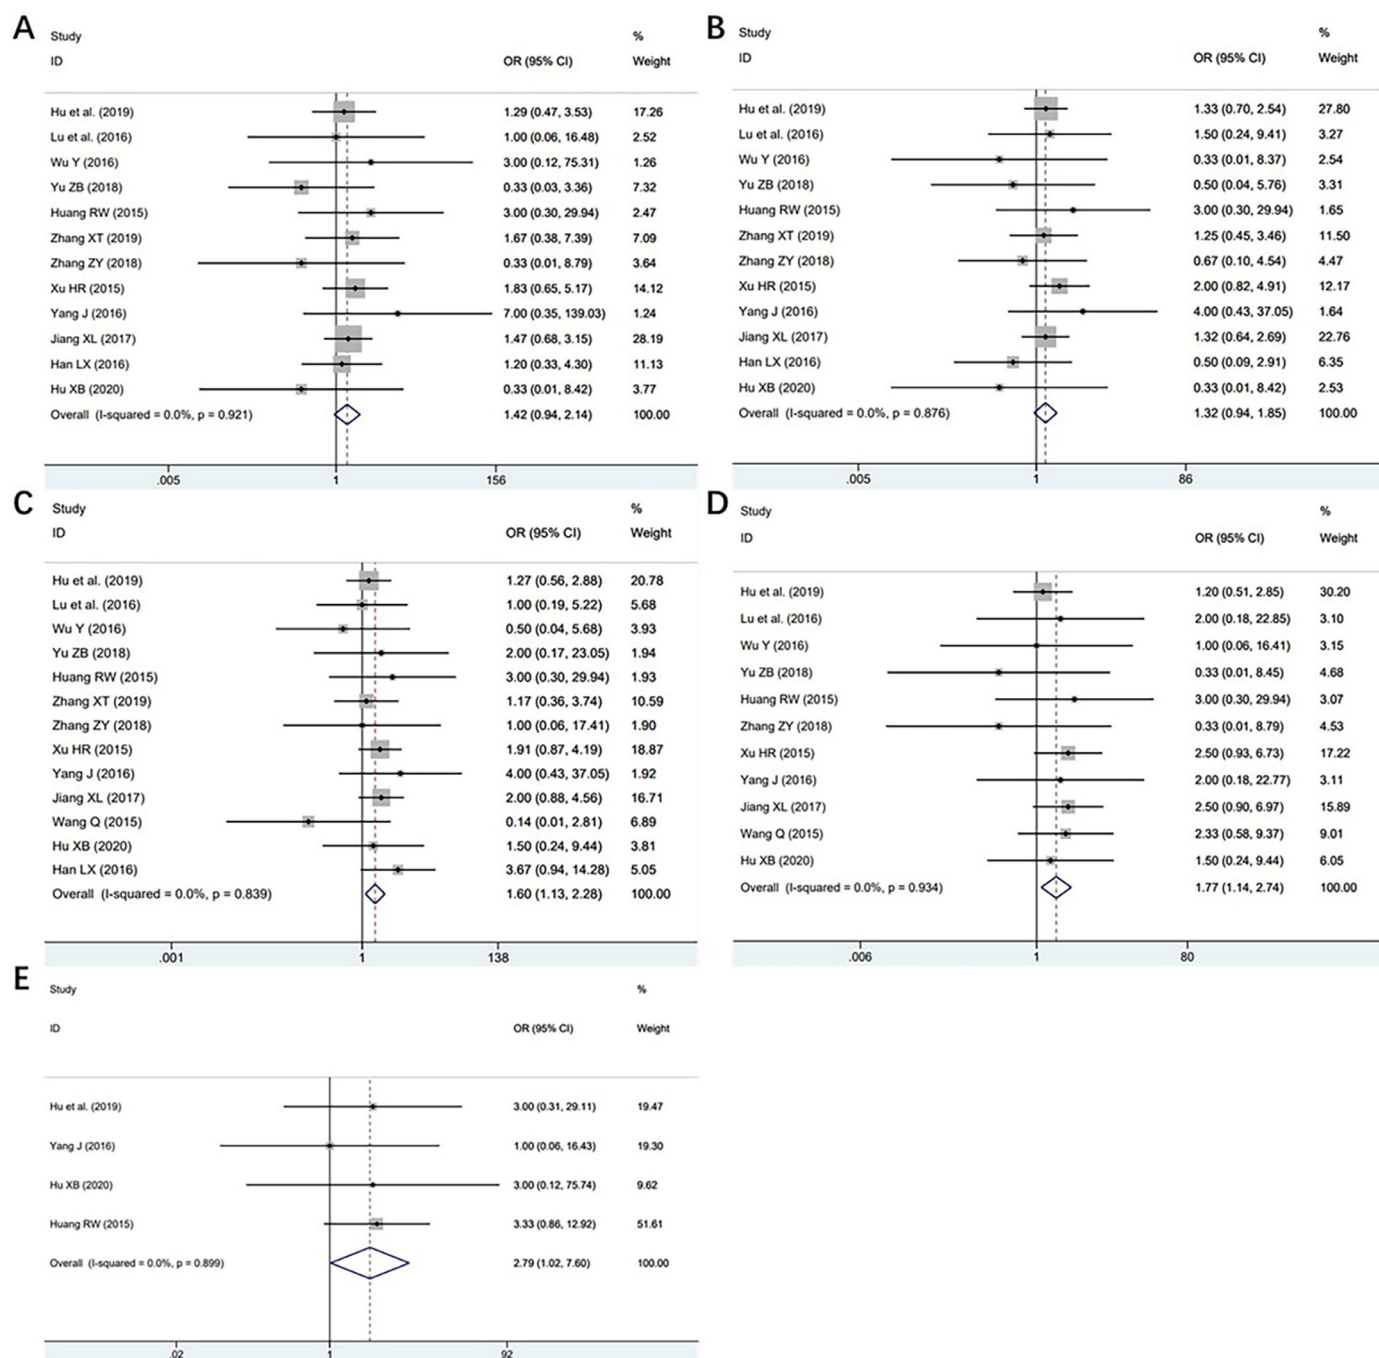 A
Study %
ID OR (95% CI) Weight
Hu et al. (2019) 1.29 (0.47, 3.53) 17.26
Lu et al. (2016) 1.00 (0.06, 16.48) 2.52
Wu Y (2016) 3.00 (0.12, 75.31) 1.26
Yu ZB (2018) 0.33 (0.03, 3.36) 7.32
Huang RW (2015) 3.00 (0.30, 29.94) 2.47
Zhang XT (2019) 1.67 (0.38, 7.39) 7.09
Zhang ZY (2018) 0.33 (0.01, 8.79) 3.64
Xu HR (2015) 1.83 (0.65, 5.17) 14.12
Yang J (2016) 7.00 (0.35, 139.03) 1.24
Jiang XL (2017) 1.47 (0.68, 3.15) 28.19
Han LX (2016) 1.20 (0.33, 4.30) 11.13
Hu XB (2020) 0.33 (0.01, 8.42) 3.77
Overall (I-squared = 0.0%, p = 0.921) 1.42 (0.94, 2.14) 100.00
.005 1 156
B
Study %
ID OR (95% CI) Weight
Hu et al. (2019) 1.33 (0.70, 2.54) 27.80
Lu et al. (2016) 1.50 (0.24, 9.41) 3.27
Wu Y (2016) 0.33 (0.01, 8.37) 2.54
Yu ZB (2018) 0.50 (0.04, 5.76) 3.31
Huang RW (2015) 3.00 (0.30, 29.94) 1.65
Zhang XT (2019) 1.25 (0.45, 3.46) 11.50
Zhang ZY (2018) 0.67 (0.10, 4.54) 4.47
Xu HR (2015) 2.00 (0.82, 4.91) 12.17
Yang J (2016) 4.00 (0.43, 37.05) 1.64
Jiang XL (2017) 1.32 (0.64, 2.69) 22.76
Han LX (2016) 0.50 (0.09, 2.91) 6.35
Hu XB (2020) 0.33 (0.01, 8.42) 2.53
Overall (I-squared = 0.0%, p = 0.876) 1.32 (0.94, 1.85) 100.00
.005 1 86
C
Study %
ID OR (95% CI) Weight
Hu et al. (2019) 1.27 (0.56, 2.88) 20.78
Lu et al. (2016) 1.00 (0.19, 5.22) 5.68
Wu Y (2016) 0.50 (0.04, 5.68) 3.93
Yu ZB (2018) 2.00 (0.17, 23.05) 1.94
Huang RW (2015) 3.00 (0.30, 29.94) 1.93
Zhang XT (2019) 1.17 (0.36, 3.74) 10.59
Zhang ZY (2018) 1.00 (0.06, 17.41) 1.90
Xu HR (2015) 1.91 (0.87, 4.19) 18.87
Yang J (2016) 4.00 (0.43, 37.05) 1.92
Jiang XL (2017) 2.00 (0.88, 4.56) 16.71
Wang Q (2015) 0.14 (0.01, 2.81) 6.89
Hu XB (2020) 1.50 (0.24, 9.44) 3.81
Han LX (2016) 3.67 (0.94, 14.28) 5.05
Overall (I-squared = 0.0%, p = 0.839) 1.60 (1.13, 2.28) 100.00
.001 1 138
D
Study %
ID OR (95% CI) Weight
Hu et al. (2019) 1.20 (0.51, 2.85) 30.20
Lu et al. (2016) 2.00 (0.18, 22.85) 3.10
Wu Y (2016) 1.00 (0.06, 16.41) 3.15
Yu ZB (2018) 0.33 (0.01, 8.45) 4.68
Huang RW (2015) 3.00 (0.30, 29.94) 3.07
Zhang ZY (2018) 0.33 (0.01, 8.79) 4.53
Xu HR (2015) 2.50 (0.93, 6.73) 17.22
Yang J (2016) 2.00 (0.18, 22.77) 3.11
Jiang XL (2017) 2.50 (0.90, 6.97) 15.89
Wang Q (2015) 2.33 (0.58, 9.37) 9.01
Hu XB (2020) 1.50 (0.24, 9.44) 6.05
Overall (I-squared = 0.0%, p = 0.934) 1.77 (1.14, 2.74) 100.00
.006 1 80
E
Study %
ID OR (95% CI) Weight
Hu et al. (2019) 3.00 (0.31, 29.11) 19.47
Yang J (2016) 1.00 (0.06, 16.43) 19.30
Hu XB (2020) 3.00 (0.12, 75.74) 9.62
Huang RW (2015) 3.33 (0.86, 12.92) 51.61
Overall (I-squared = 0.0%, p = 0.899) 2.79 (1.02, 7.60) 100.00
.02 1 92